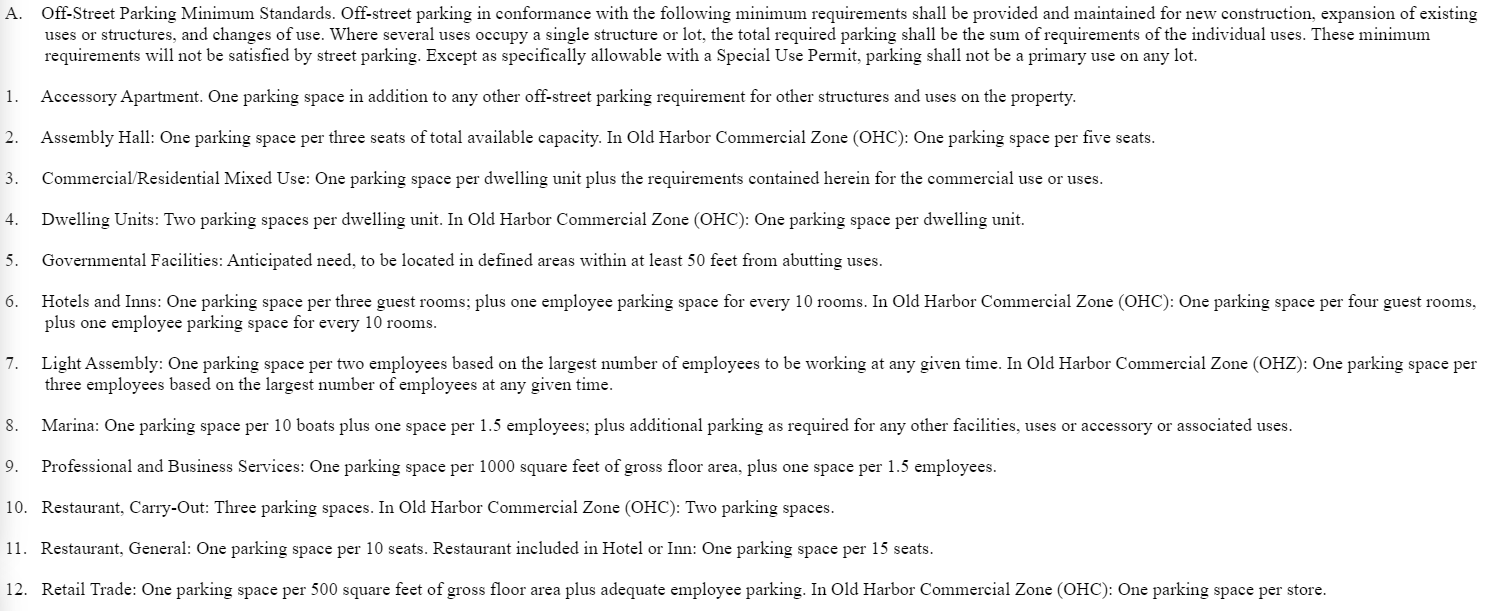 A. Off-Street Parking Minimum Standards. Off-street parking in conformance with the following minimum requirements shall be provided and maintained for new construction, expansion of existing
uses or structures, and changes of use. Where several uses occupy a single structure or lot, the total required parking shall be the sum of requirements of the individual uses. These minimum
requirements will not be satisfied by street parking. Except as specifically allowable with a Special Use Permit, parking shall not be a primary use on any lot.
1. Accessory Apartment. One parking space in addition to any other off-street parking requirement for other structures and uses on the property.
2. Assembly Hall: One parking space per three seats of total available capacity. In Old Harbor Commercial Zone (OHC): One parking space per five seats.
3. Commercial/Residential Mixed Use: One parking space per dwelling unit plus the requirements contained herein for the commercial use or uses.
4. Dwelling Units: Two parking spaces per dwelling unit. In Old Harbor Commercial Zone (OHC): One parking space per dwelling unit.
5. Governmental Facilities: Anticipated need, to be located in defined areas within at least 50 feet from abutting uses.
6. Hotels and Inns: One parking space per three guest rooms; plus one employee parking space for every 10 rooms. In Old Harbor Commercial Zone (OHC): One parking space per four guest rooms,
plus one employee parking space for every 10 rooms.
7. Light Assembly: One parking space per two employees based on the largest number of employees to be working at any given time. In Old Harbor Commercial Zone (OHZ): One parking space per
three employees based on the largest number of employees at any given time.
8. Marina: One parking space per 10 boats plus one space per 1.5 employees; plus additional parking as required for any other facilities, uses or accessory or associated uses.
9. Professional and Business Services: One parking space per 1000 square feet of gross floor area, plus one space per 1.5 employees.
10. Restaurant, Carry-Out: Three parking spaces. In Old Harbor Commercial Zone (OHC): Two parking spaces.
11. Restaurant, General: One parking space per 10 seats. Restaurant included in Hotel or Inn: One parking space per 15 seats.
12. Retail Trade: One parking space per 500 square feet of gross floor area plus adequate employee parking. In Old Harbor Commercial Zone (OHC): One parking space per store.